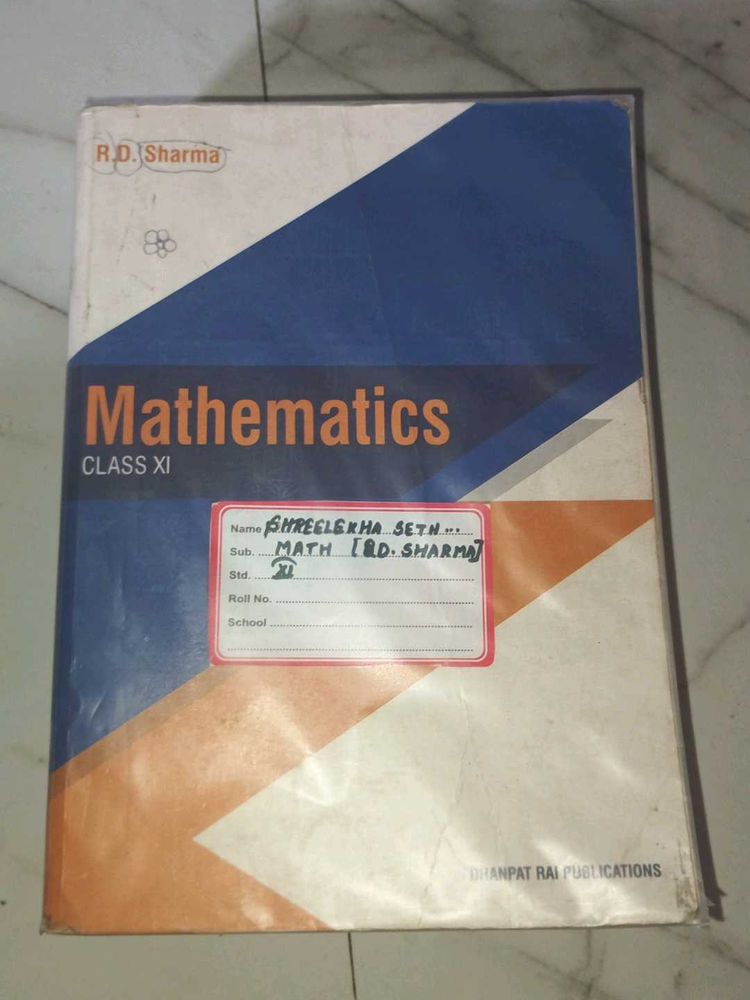 R.D. Sharma
Mathematics
CLASS XI
Name SHREELEKHA SETH ...
Sub. .... MATH [R.D. SHARMA]
Std. .... XI
Roll No. ....
School ....
DHANPAT RAI PUBLICATIONS